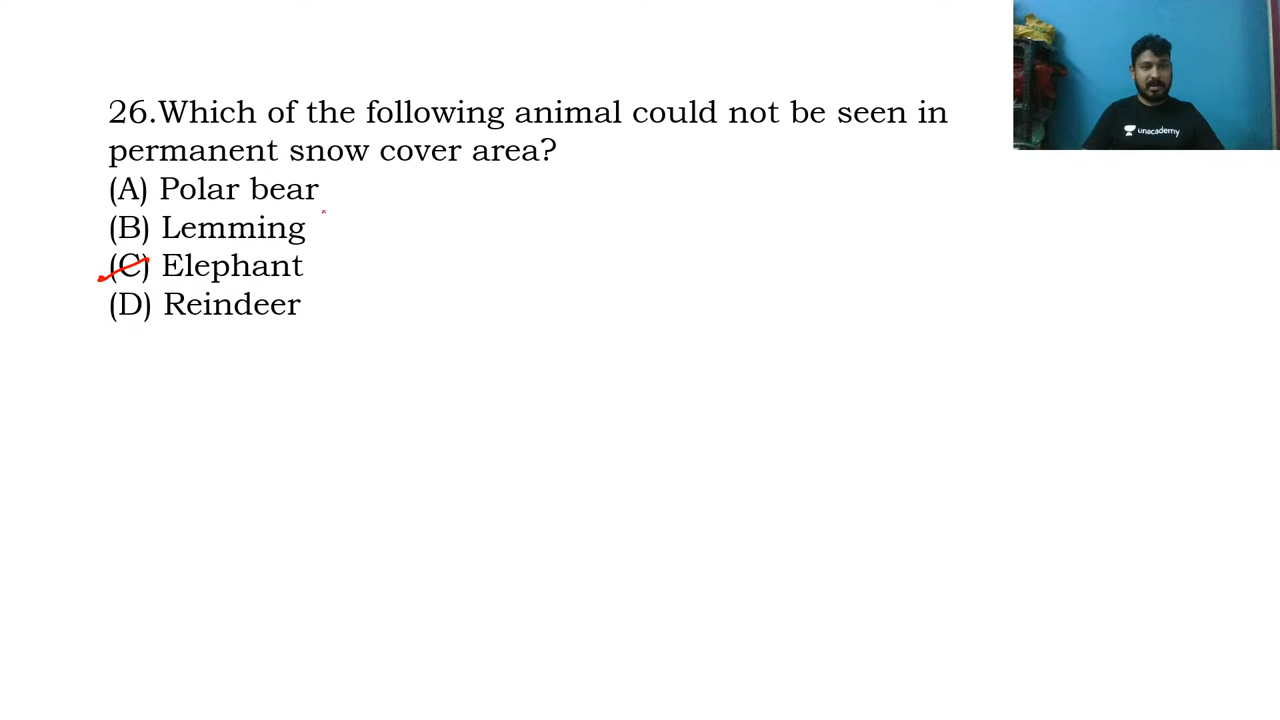 26.Which of the following animal could not be seen in
permanent snow cover area?
(A) Polar bear
(B) Lemming
(C) Elephant
(D) Reindeer
unacademy